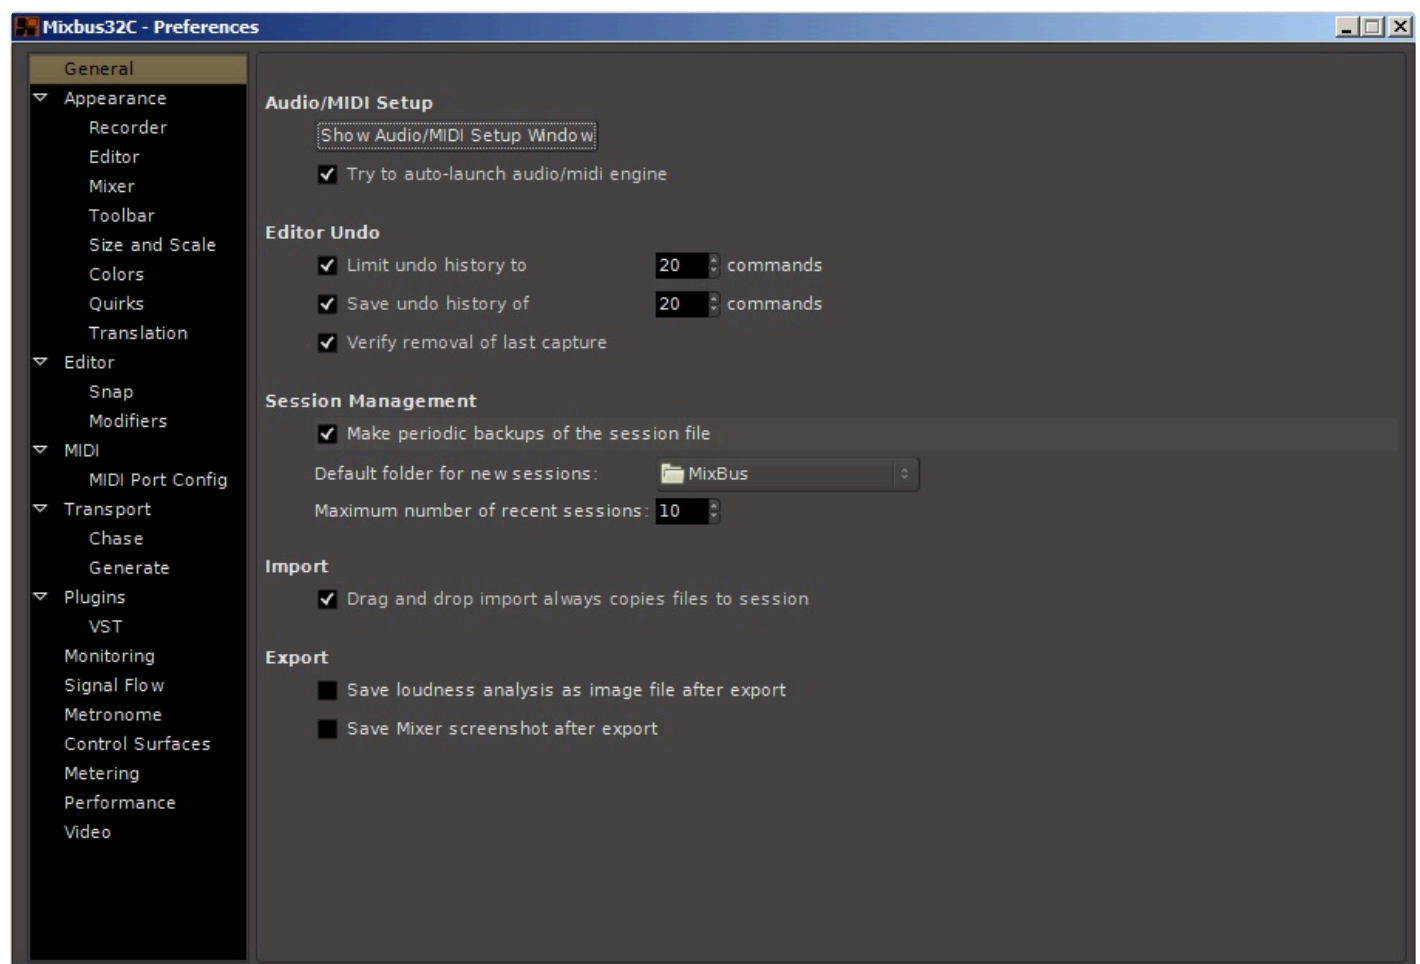 Mixbus32C - Preferences
General
Appearance
Recorder
Editor
Mixer
Toolbar
Size and Scale
Colors
Quirks
Translation
Editor
Snap
Modifiers
MIDI
MIDI Port Config
Transport
Chase
Generate
Plugins
VST
Monitoring
Signal Flow
Metronome
Control Surfaces
Metering
Performance
Video
Audio/MIDI Setup
Show Audio/MIDI Setup Window
Try to auto-launch audio/midi engine
Editor Undo
Limit undo history to 20 commands
Save undo history of 20 commands
Verify removal of last capture
Session Management
Make periodic backups of the session file
Default folder for new sessions: MixBus
Maximum number of recent sessions: 10
Import
Drag and drop import always copies files to session
Export
Save loudness analysis as image file after export
Save Mixer screenshot after export